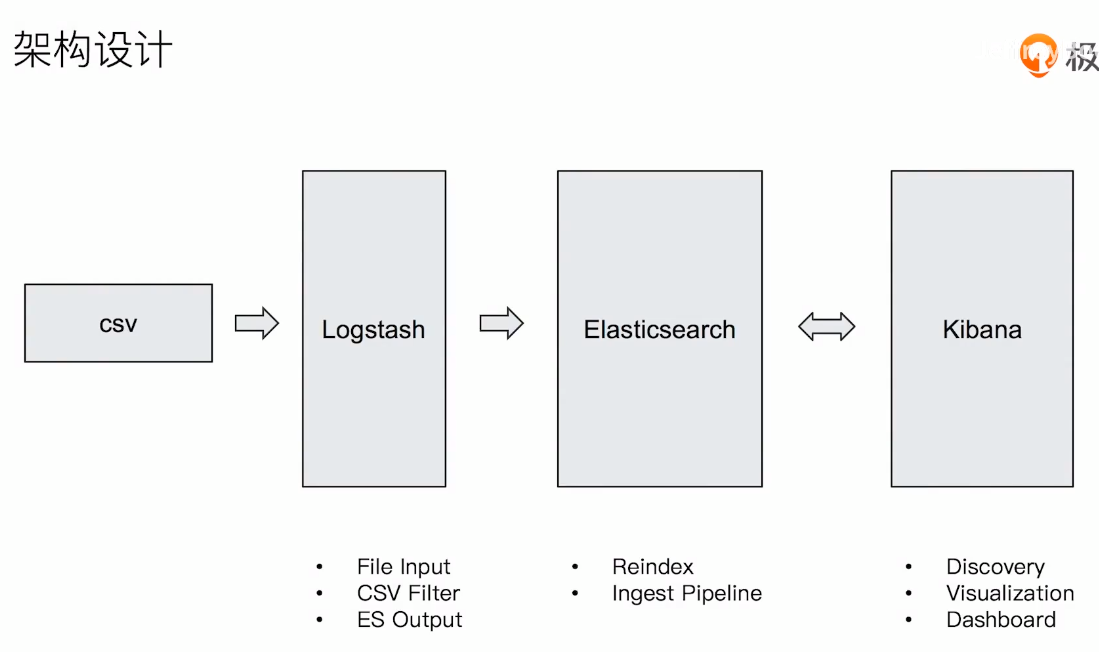 架构设计
极
csv
Logstash
Elasticsearch
Kibana
• File Input
• CSV Filter
• ES Output
• Reindex
• Ingest Pipeline
• Discovery
• Visualization
• Dashboard